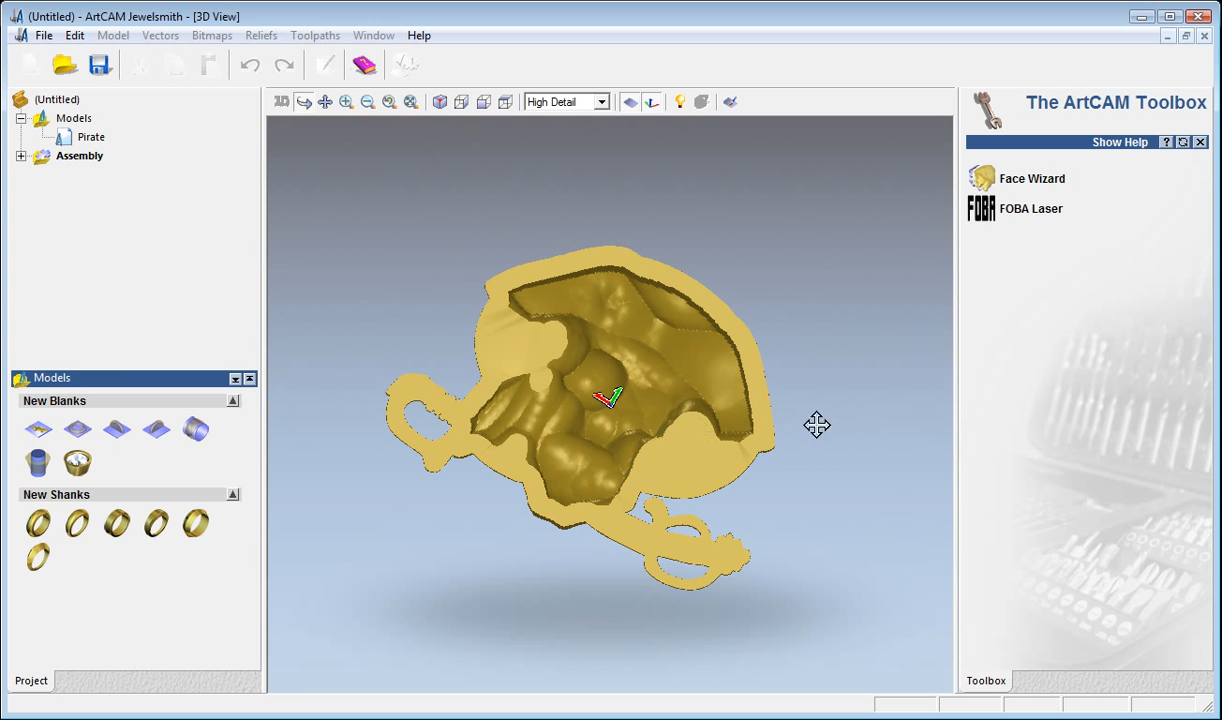 (Untitled) - ArtCAM Jewelsmith - [3D View]
File Edit Model Vectors Bitmaps Reliefs Toolpaths Window Help
(Untitled)
Models
Pirate
Assembly
Models
New Blanks
New Shanks
Project
2D
High Detail
The ArtCAM Toolbox
Show Help
Face Wizard
FOBA FOBA Laser
Toolbox